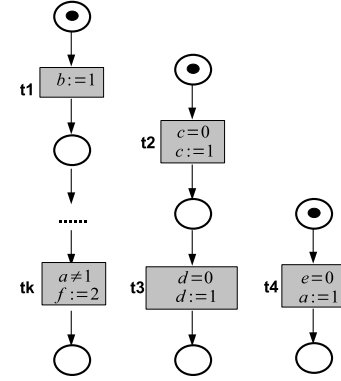 t1
b:=1
......
tk
a≠1
f:=2
t2
c=0
c:=1
t3
d=0
d:=1
t4
e=0
a:=1